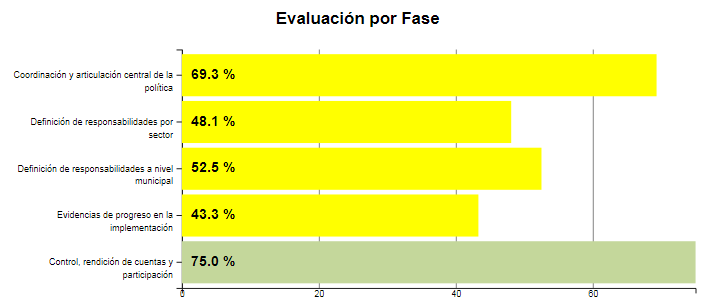 Evaluación por Fase
Coordinación y articulación central de la
política
69.3 %
Definición de responsabilidades por
sector
48.1 %
Definición de responsabilidades a nivel
municipal
52.5 %
Evidencias de progreso en la
implementación
43.3 %
Control, rendición de cuentas y
participación
75.0 %
0 20 40 60